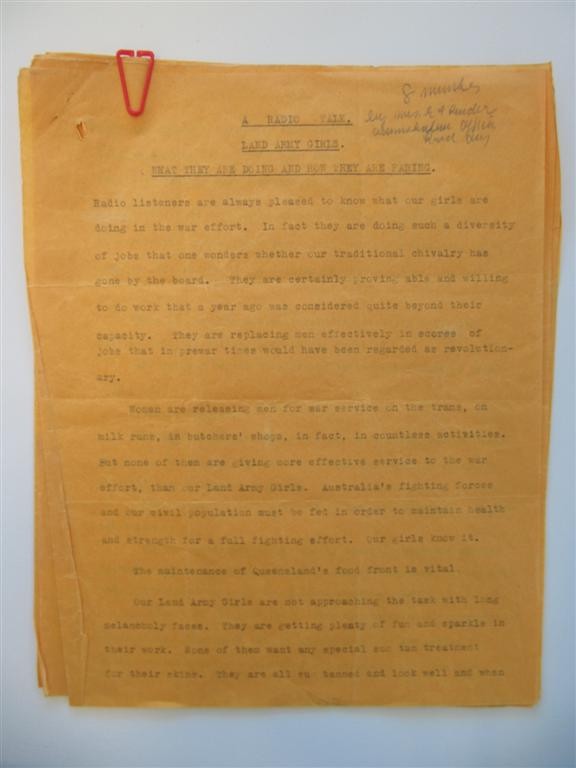 8 minutes
by Mrs
Office
A RADIO TALK.
LAND ARMY GIRLS.
WHAT THEY ARE DOING AND HOW THEY ARE FARING.
Radio listeners are always pleased to know what our girls are
doing in the war effort. In fact they are doing such a diversity
of jobs that one wonders whether our traditional chivalry has
gone by the board. They are certainly proving able and willing
to do work that a year ago was considered quite beyond their
capacity. They are replacing men effectively in scores of
jobs that in prewar times would have been regarded as revolution-
ary.
Women are releasing men for war service on the trams, on
milk runs, in butchers' shops, in fact, in countless activities.
But none of them are giving more effective service to the war
effort, than our Land Army Girls. Australia's fighting forces
and our civil population must be fed in order to maintain health
and strength for a full fighting effort. Our girls know it.
The maintenance of Queensland's food front is vital.
Our Land Army Girls are not approaching the task with long
melancholy faces. They are getting plenty of fun and sparkle in
their work. None of them want any special sun tan treatment
for their skins. They are all sun tanned and look well and when